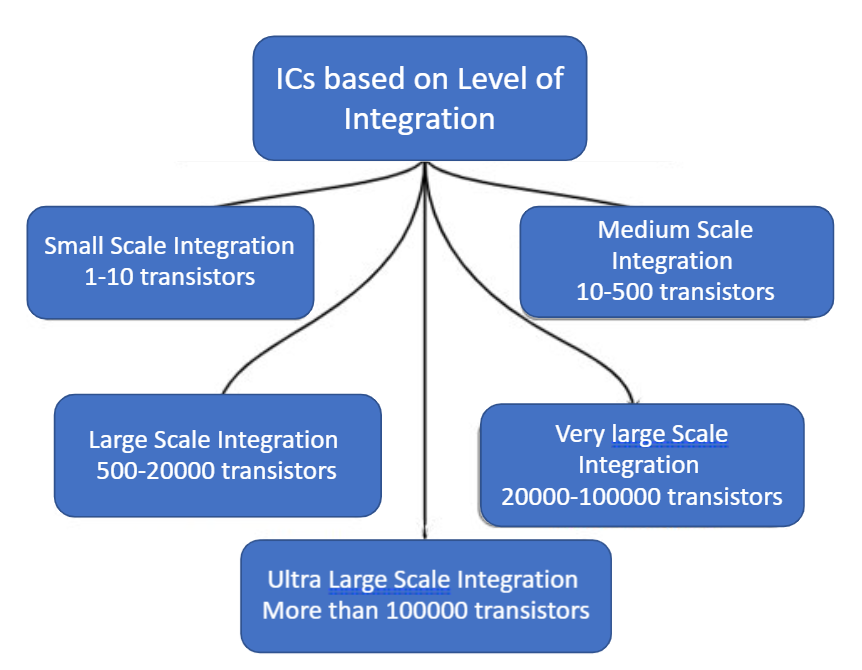 ICs based on Level of
Integration
Small Scale Integration
1-10 transistors
Medium Scale
Integration
10-500 transistors
Large Scale Integration
500-20000 transistors
Very large Scale
Integration
20000-100000 transistors
Ultra Large Scale Integration
More than 100000 transistors